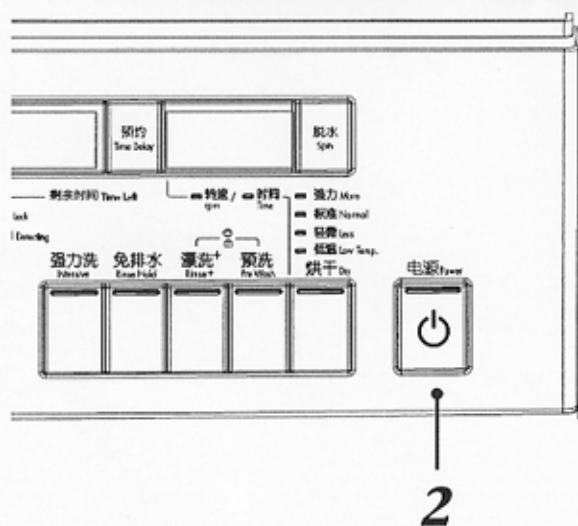 预约
Time Delay
脱水
Spin
剩余时间 Time Left
转速 / 时间
rpm Time
强力 More
标准 Normal
轻微 Less
低温 Low Temp.
Lock
Detecting
强力洗
Intensive
免排水
Rinse Hold
漂洗+
Rinse +
预洗
Pre Wash
烘干 Dry
电源 Power
2